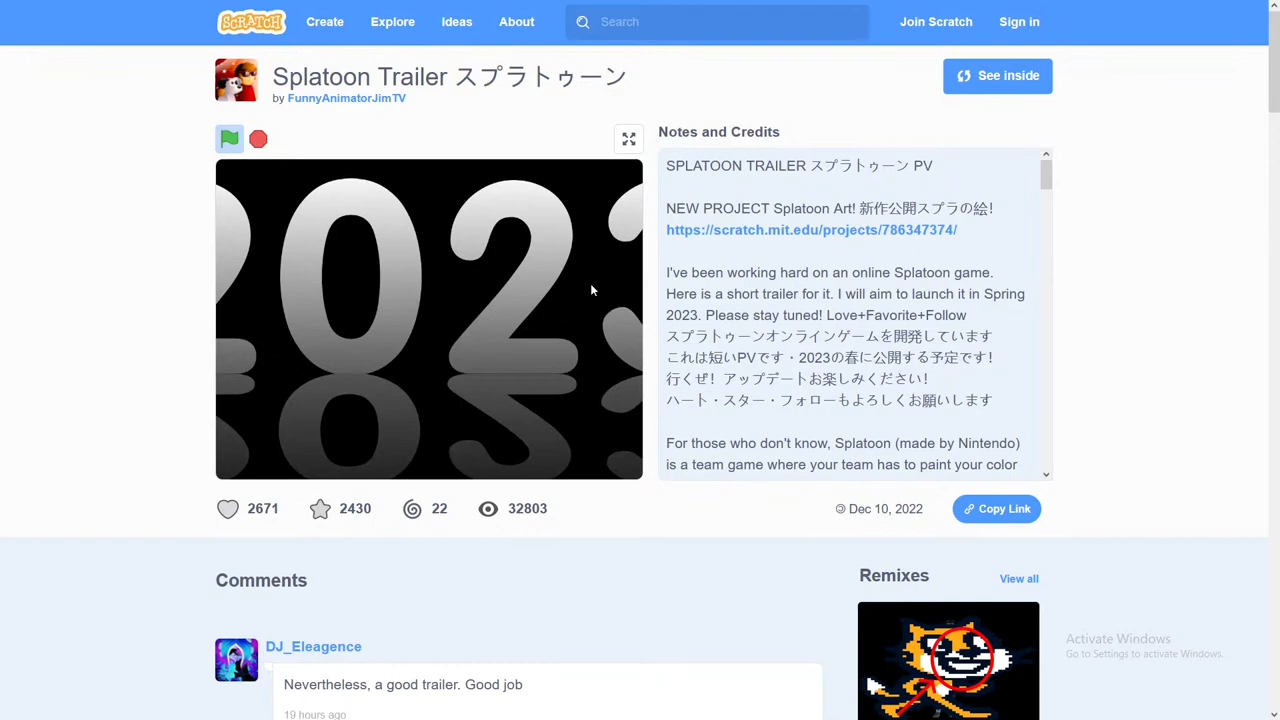 SCRATCH
Create
Explore
Ideas
About
Search
Join Scratch
Sign in
Splatoon Trailer スプラトゥーン
by FunnyAnimatorJimTV
See inside
2023
Notes and Credits
SPLATOON TRAILER スプラトゥーン PV
NEW PROJECT Splatoon Art! 新作公開スプラの絵!
https://scratch.mit.edu/projects/786347374/
I've been working hard on an online Splatoon game.
Here is a short trailer for it. I will aim to launch it in Spring
2023. Please stay tuned! Love+Favorite+Follow
スプラトゥーンオンラインゲームを開発しています
これは短いPVです・2023の春に公開する予定です!
行くぜ! アップデートお楽しみください!
ハート・スター・フォローもよろしくお願いします
For those who don't know, Splatoon (made by Nintendo)
is a team game where your team has to paint your color
2671
2430
22
32803
Dec 10, 2022
Copy Link
Comments
DJ_Eleagence
Nevertheless, a good trailer. Good job
19 hours ago
Remixes
View all
Activate Windows
Go to Settings to activate Windows.